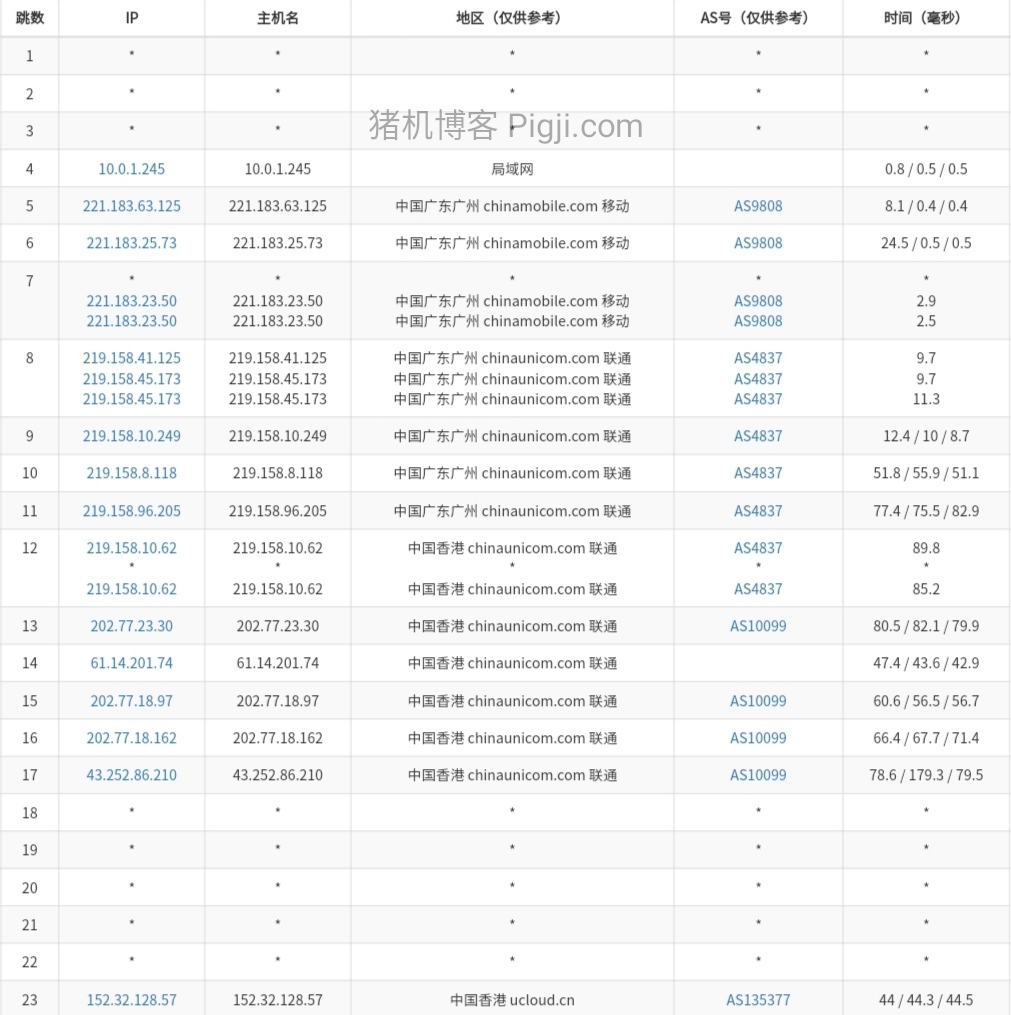 跳数 IP 主机名 地区（仅供参考） AS号（仅供参考） 时间（毫秒）
1 * * * * *
2 * * * * *
猪机博客 Pigji.com
3 * * * * *
4 10.0.1.245 10.0.1.245 局域网 0.8 / 0.5 / 0.5
5 221.183.63.125 221.183.63.125 中国广东广州 chinamobile.com 移动 AS9808 8.1 / 0.4 / 0.4
6 221.183.25.73 221.183.25.73 中国广东广州 chinamobile.com 移动 AS9808 24.5 / 0.5 / 0.5
7 * * * * *
221.183.23.50 221.183.23.50 中国广东广州 chinamobile.com 移动 AS9808 2.9
221.183.23.50 221.183.23.50 中国广东广州 chinamobile.com 移动 AS9808 2.5
8 219.158.41.125 219.158.41.125 中国广东广州 chinaunicom.com 联通 AS4837 9.7
219.158.45.173 219.158.45.173 中国广东广州 chinaunicom.com 联通 AS4837 9.7
219.158.45.173 219.158.45.173 中国广东广州 chinaunicom.com 联通 AS4837 11.3
9 219.158.10.249 219.158.10.249 中国广东广州 chinaunicom.com 联通 AS4837 12.4 / 10 / 8.7
10 219.158.8.118 219.158.8.118 中国广东广州 chinaunicom.com 联通 AS4837 51.8 / 55.9 / 51.1
11 219.158.96.205 219.158.96.205 中国广东广州 chinaunicom.com 联通 AS4837 77.4 / 75.5 / 82.9
12 219.158.10.62 219.158.10.62 中国香港 chinaunicom.com 联通 AS4837 89.8
* * * * *
219.158.10.62 219.158.10.62 中国香港 chinaunicom.com 联通 AS4837 85.2
13 202.77.23.30 202.77.23.30 中国香港 chinaunicom.com 联通 AS10099 80.5 / 82.1 / 79.9
14 61.14.201.74 61.14.201.74 中国香港 chinaunicom.com 联通 47.4 / 43.6 / 42.9
15 202.77.18.97 202.77.18.97 中国香港 chinaunicom.com 联通 AS10099 60.6 / 56.5 / 56.7
16 202.77.18.162 202.77.18.162 中国香港 chinaunicom.com 联通 AS10099 66.4 / 67.7 / 71.4
17 43.252.86.210 43.252.86.210 中国香港 chinaunicom.com 联通 AS10099 78.6 / 179.3 / 79.5
18 * * * * *
19 * * * * *
20 * * * * *
21 * * * * *
22 * * * * *
23 152.32.128.57 152.32.128.57 中国香港 ucloud.cn AS135377 44 / 44.3 / 44.5